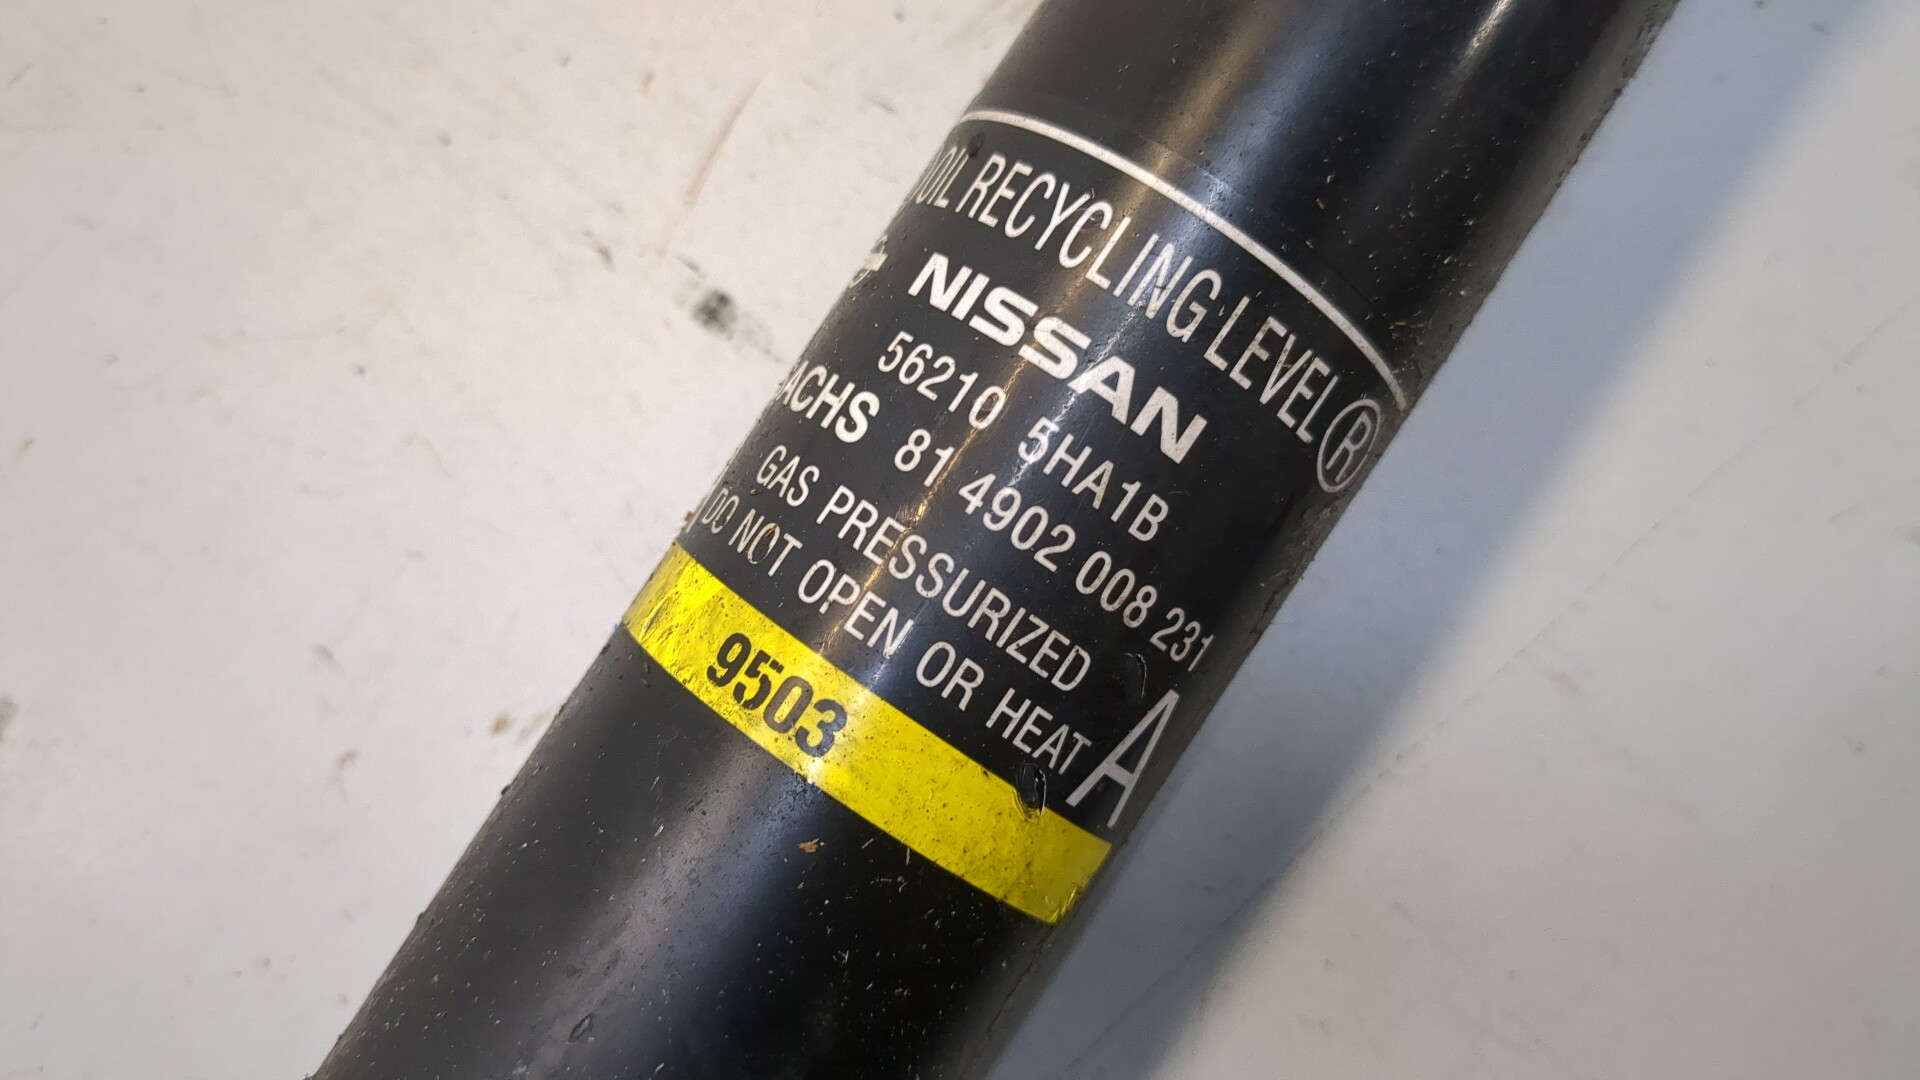 OIL RECYCLING LEVEL Ⓡ
NISSAN
56210 5HA1B
ACHS 81 4902 008 231
GAS PRESSURIZED
DO NOT OPEN OR HEAT A
9503